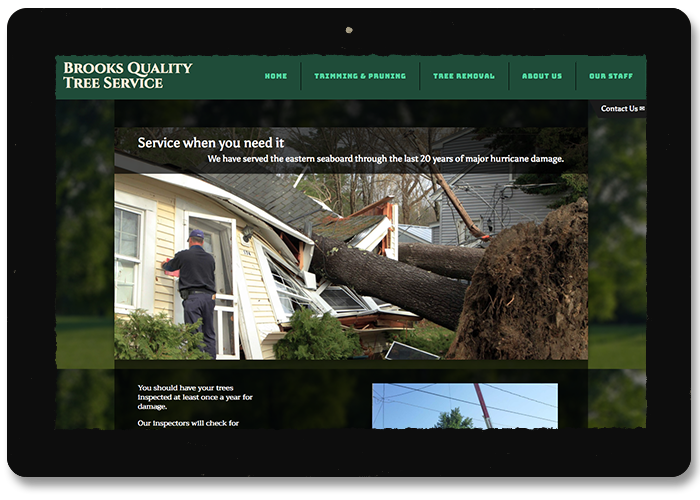 Brooks Quality
Tree Service
HOME
TRIMMING & PRUNING
TREE REMOVAL
ABOUT US
OUR STAFF
Contact Us ✉
Service when you need it
We have served the eastern seaboard through the last 20 years of major hurricane damage.
You should have your trees
inspected at least once a year for
damage.
Our inspectors will check for